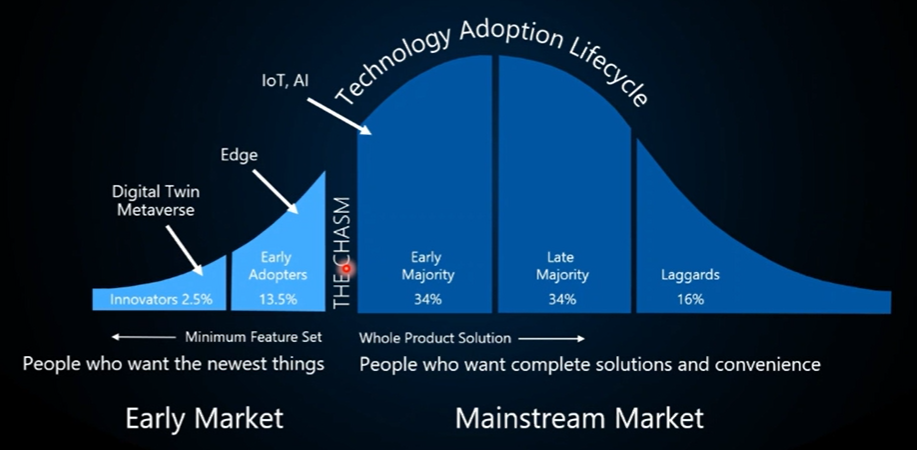 Technology Adoption Lifecycle
IoT, AI
Edge
Digital Twin
Metaverse
THE CHASM
Innovators 2.5%
Early
Adopters
13.5%
Early
Majority
34%
Late
Majority
34%
Laggards
16%
Minimum Feature Set
Whole Product Solution
People who want the newest things
People who want complete solutions and convenience
Early Market
Mainstream Market